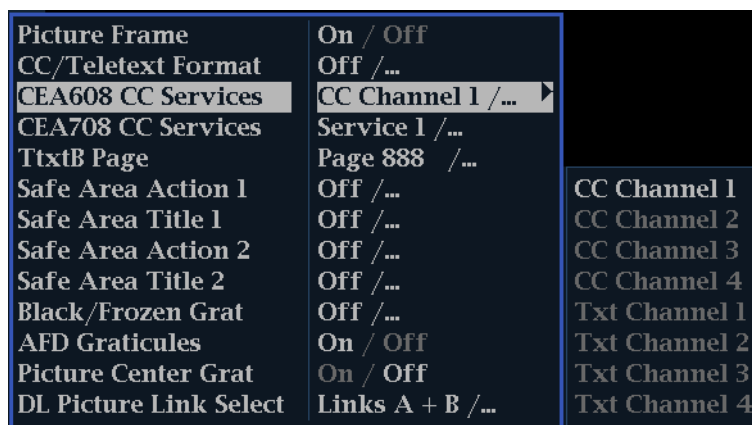 Picture Frame On / Off
CC/Teletext Format Off /...
CEA608 CC Services CC Channel 1 /...
CEA708 CC Services Service 1 /...
TtxtB Page Page 888 /...
Safe Area Action 1 Off /...
Safe Area Title 1 Off /...
Safe Area Action 2 Off /...
Safe Area Title 2 Off /...
Black/Frozen Grat Off /...
AFD Graticules On / Off
Picture Center Grat On / Off
DL Picture Link Select Links A + B /...
CC Channel 1
CC Channel 2
CC Channel 3
CC Channel 4
Txt Channel 1
Txt Channel 2
Txt Channel 3
Txt Channel 4